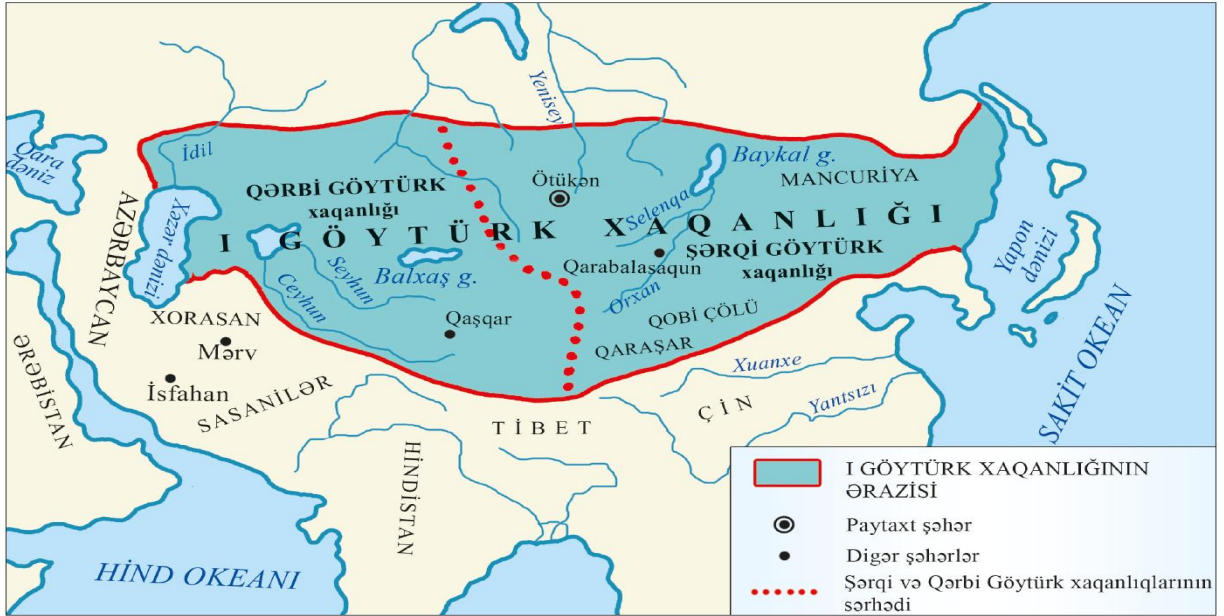 Yenisey
Qara
dəniz
İdil
Baykal g.
MANCURİYA
Ötükən
QƏRBİ GÖYTÜRK
xaqanlığı
Selenqa
AZƏRBAYCAN
Xəzər dənizi
I GÖYTÜRK XAQANLIĞI
ŞƏRQİ GÖYTÜRK
xaqanlığı
Qarabalasaqun
Balxaş g.
Seyhun
Ceyhun
Orxan
Yapon
dənizi
XORASAN
Mərv
Qaşqar
QOBİ ÇÖLÜ
QARAŞAR
ƏRƏBİSTAN
İsfahan
SASANİLƏR
Xuanxe
TİBET
ÇİN
Yantsızı
SAKİT OKEAN
HİNDİSTAN
HİND OKEANI
I GÖYTÜRK XAQANLIĞININ
ƏRAZİSİ
Paytaxt şəhər
Digər şəhərlər
Şərqi və Qərbi Göytürk xaqanlıqlarının
sərhədi